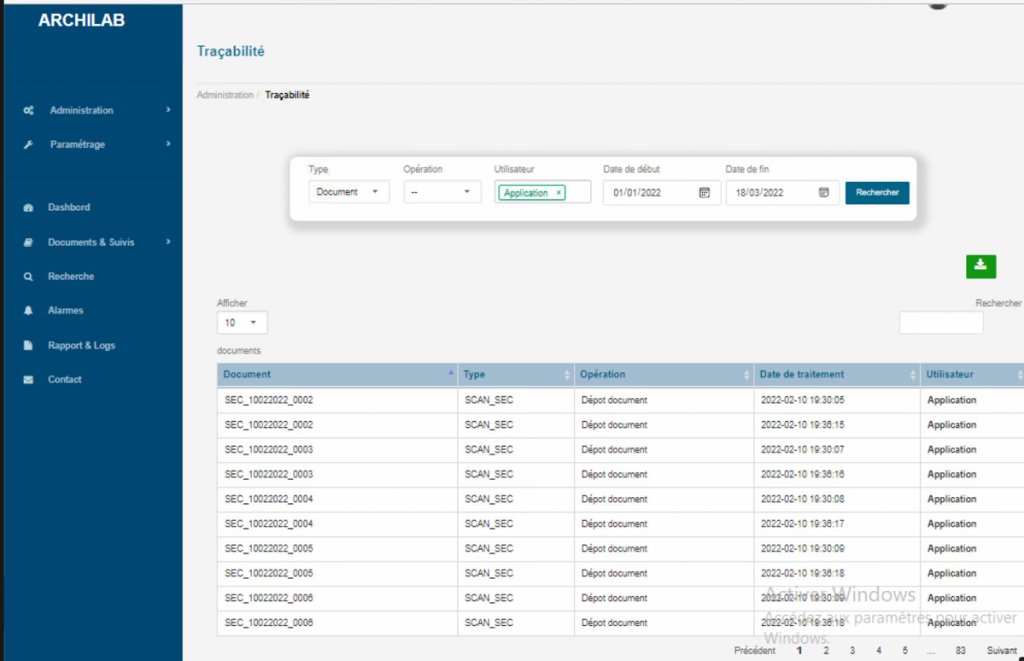 ARCHILAB
Traçabilité
Administration / Traçabilité
Administration
Paramétrage
Dashbord
Documents & Suivis
Recherche
Alarmes
Rapport & Logs
Contact
Type Opération Utilisateur Date de début Date de fin
Document -- Application × 01/01/2022 18/03/2022 Rechercher
Afficher Rechercher
10
documents
Document Type Opération Date de traitement Utilisateur
SEC_10022022_0002 SCAN_SEC Dépot document 2022-02-10 19:30:05 Application
SEC_10022022_0002 SCAN_SEC Dépot document 2022-02-10 19:36:15 Application
SEC_10022022_0003 SCAN_SEC Dépot document 2022-02-10 19:30:07 Application
SEC_10022022_0003 SCAN_SEC Dépot document 2022-02-10 19:36:16 Application
SEC_10022022_0004 SCAN_SEC Dépot document 2022-02-10 19:30:08 Application
SEC_10022022_0004 SCAN_SEC Dépot document 2022-02-10 19:36:17 Application
SEC_10022022_0005 SCAN_SEC Dépot document 2022-02-10 19:30:09 Application
SEC_10022022_0005 SCAN_SEC Dépot document 2022-02-10 19:36:18 Application
SEC_10022022_0006 SCAN_SEC Dépot document 2022-02-10 19:30:09 Application
SEC_10022022_0006 SCAN_SEC Dépot document 2022-02-10 19:36:18 Application
Activer Windows
Accédez aux paramètres pour activer
Windows.
Précédent 1 2 3 4 5 ... 83 Suivant